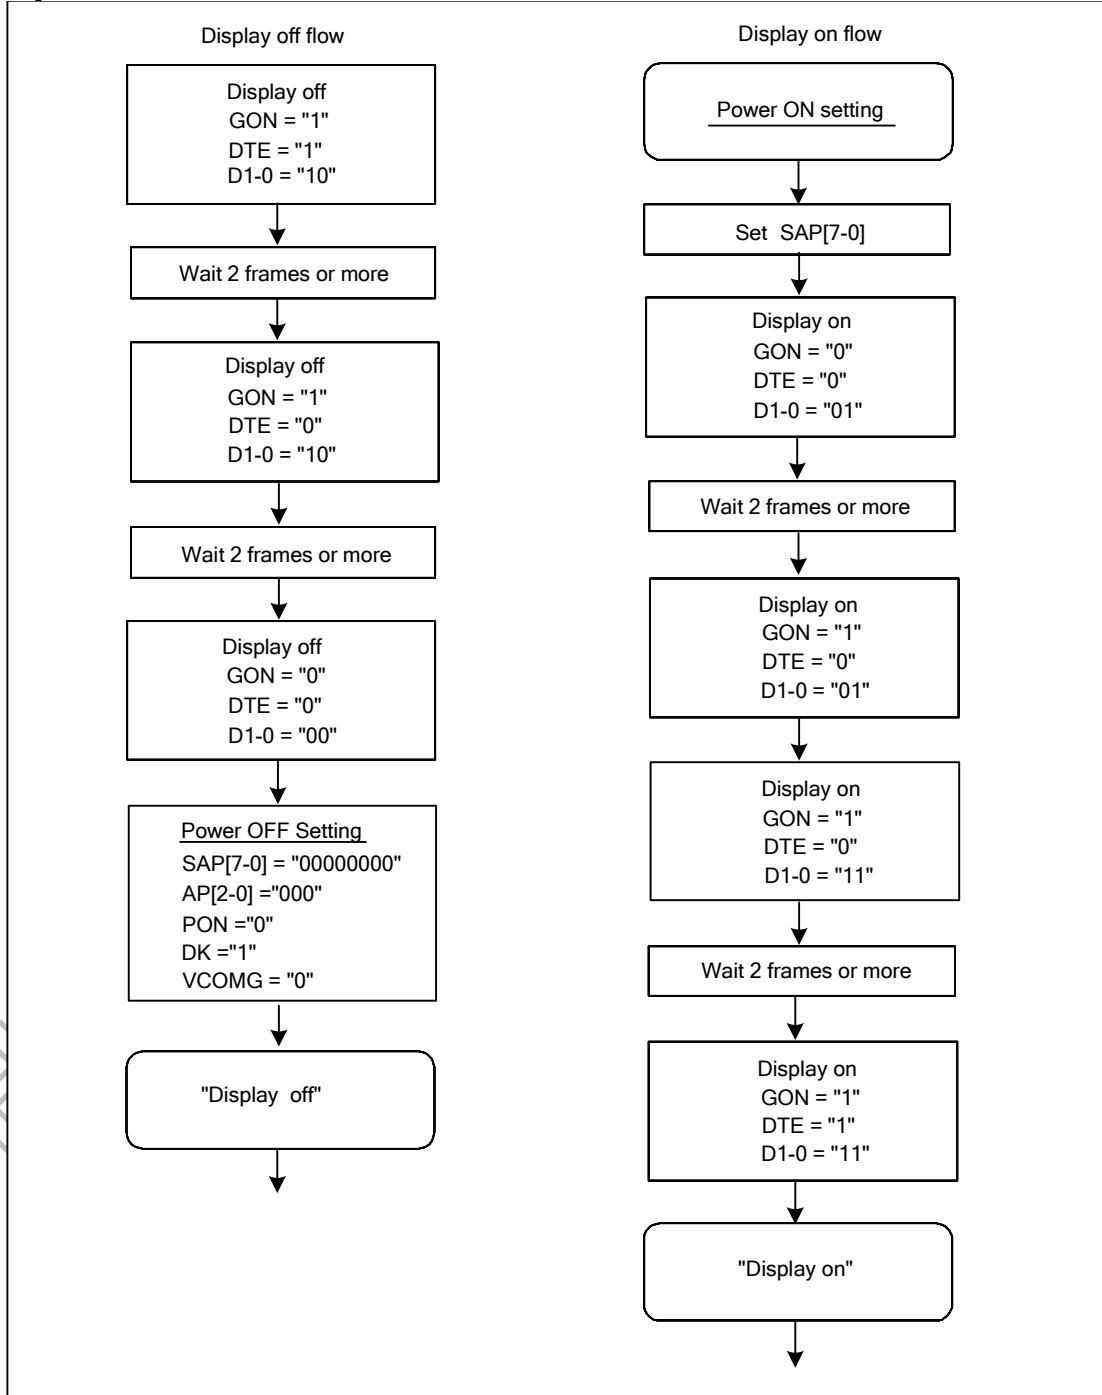 Display off flow
Display off
GON = "1"
DTE = "1"
D1-0 = "10"
Wait 2 frames or more
Display off
GON = "1"
DTE = "0"
D1-0 = "10"
Wait 2 frames or more
Display off
GON = "0"
DTE = "0"
D1-0 = "00"
Power OFF Setting
SAP[7-0] = "00000000"
AP[2-0] ="000"
PON ="0"
DK ="1"
VCOMG = "0"
"Display off"
Display on flow
Power ON setting
Set SAP[7-0]
Display on
GON = "0"
DTE = "0"
D1-0 = "01"
Wait 2 frames or more
Display on
GON = "1"
DTE = "0"
D1-0 = "01"
Display on
GON = "1"
DTE = "0"
D1-0 = "11"
Wait 2 frames or more
Display on
GON = "1"
DTE = "1"
D1-0 = "11"
"Display on"